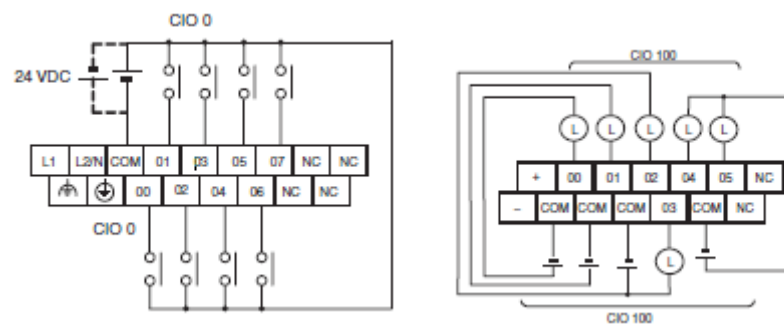 CIO 0
24 VDC
L1 L2/N COM 01 03 05 07 NC NC
00 02 04 06 NC NC
CIO 0
CIO 100
L L L L L
+ 00 01 02 04 05 NC
– COM COM COM 03 COM NC
L
CIO 100